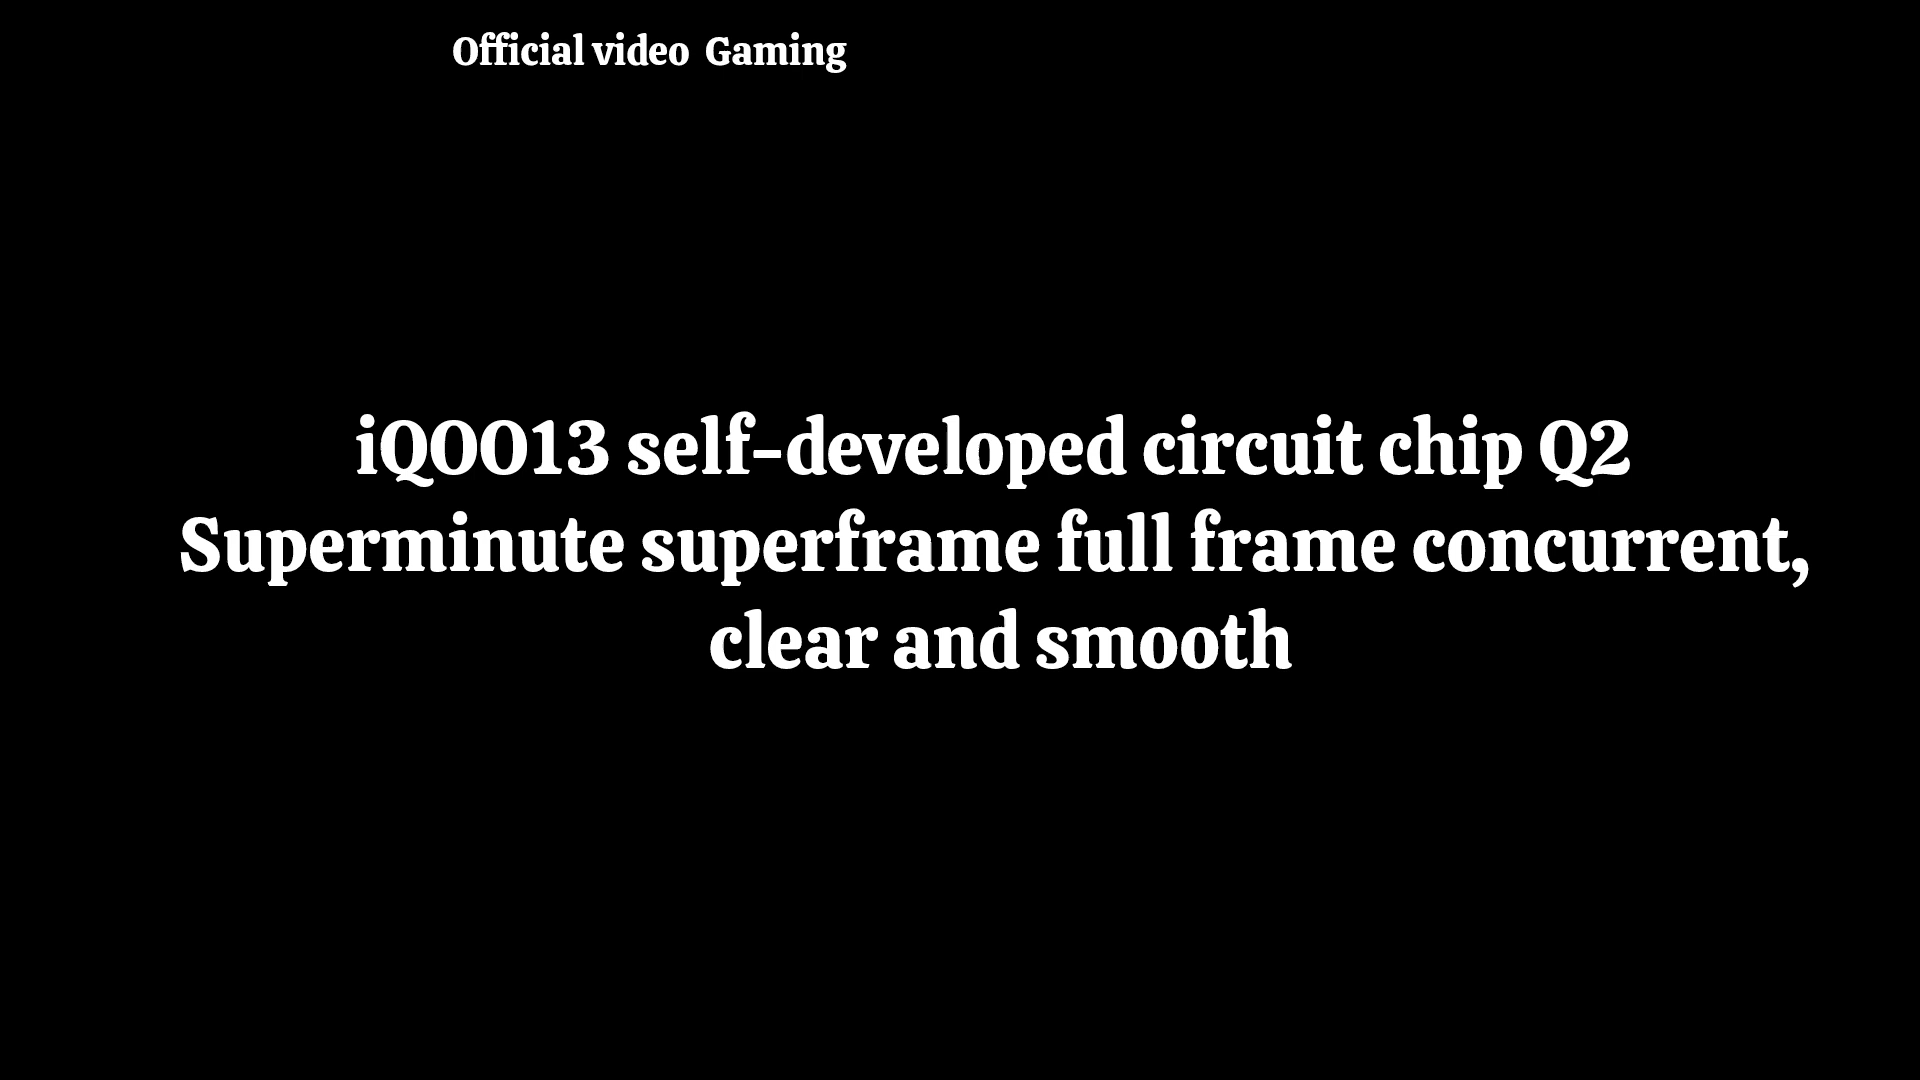 Official video Gaming
iQOO13 self-developed circuit chip Q2
Superminute superframe full frame concurrent,
clear and smooth